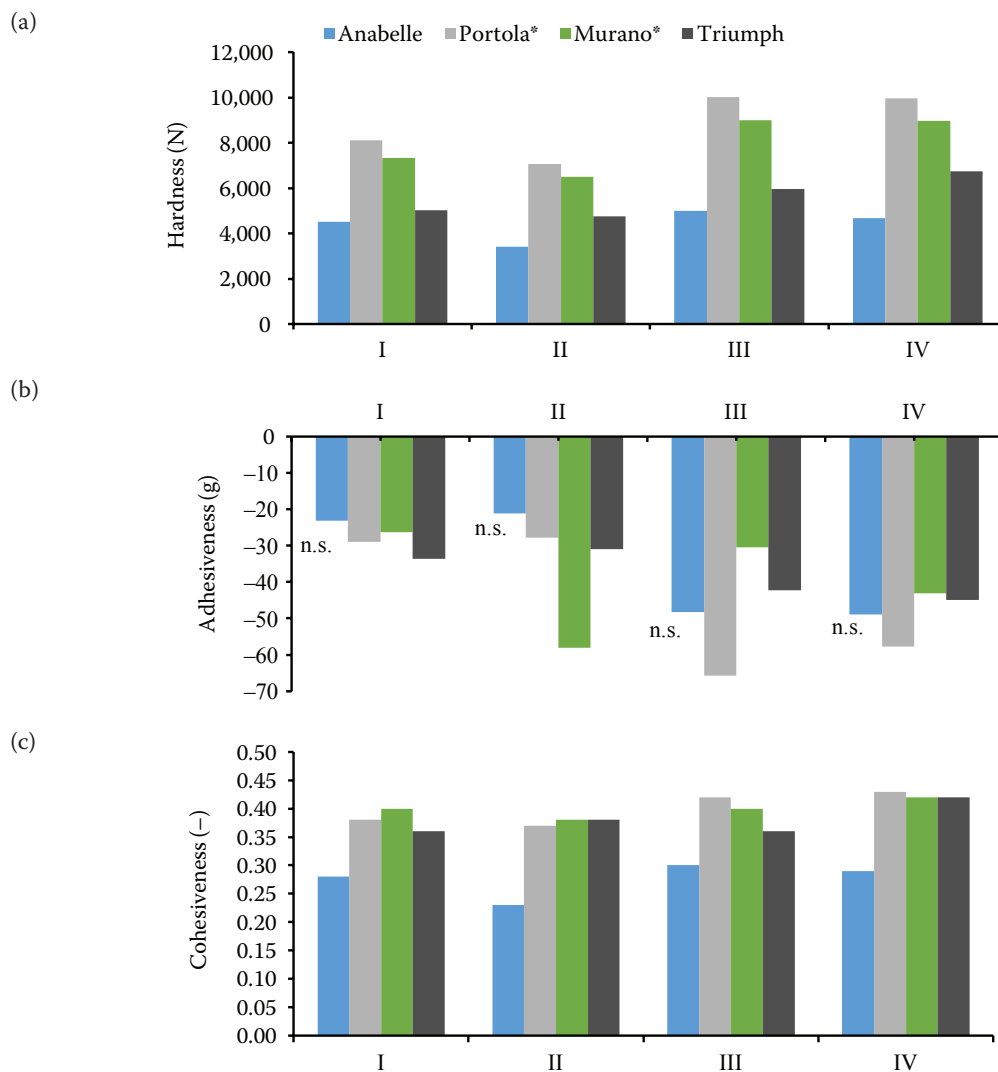 (a)
Anabelle Portola* Murano* Triumph
12,000
10,000
8,000
6,000
4,000
2,000
0
Hardness (N)
I II III IV
(b)
I II III IV
0
–10
–20
–30
–40
–50
–60
–70
Adhesiveness (g)
n.s. n.s. n.s. n.s.
(c)
0.50
0.45
0.40
0.35
0.30
0.25
0.20
0.15
0.10
0.05
0.00
Cohesiveness (–)
I II III IV